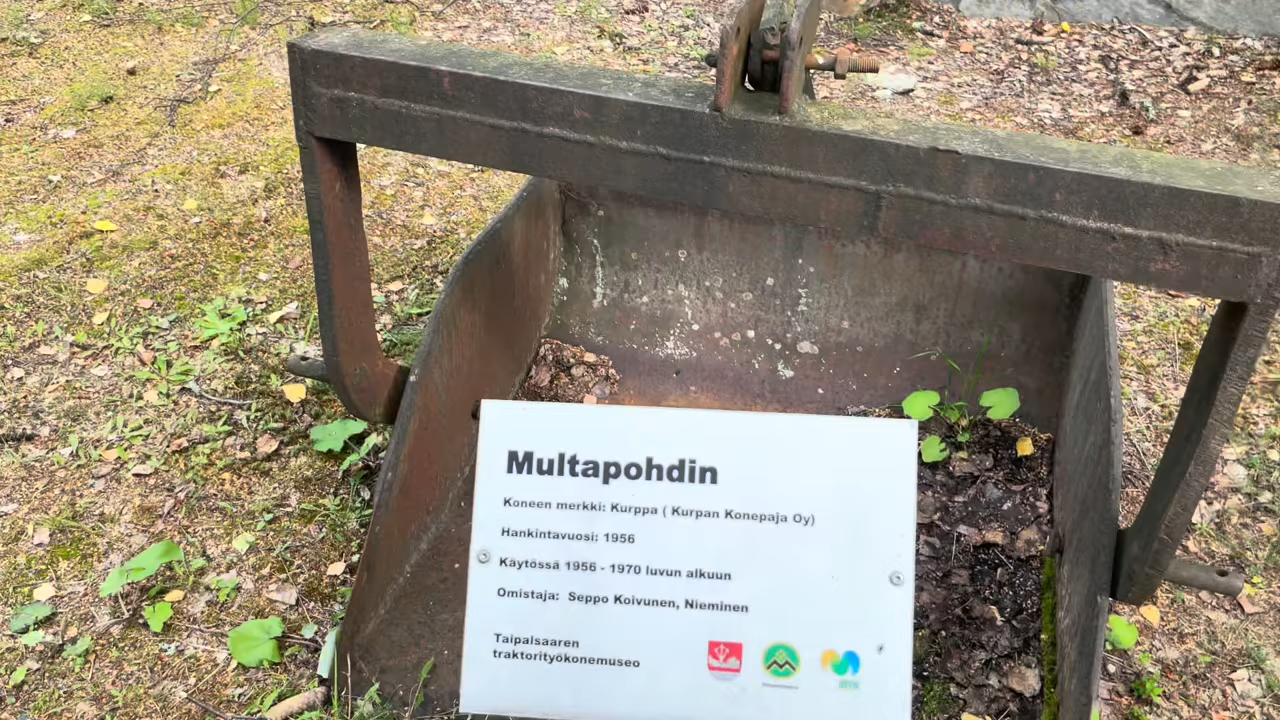 Multapohdin
Koneen merkki: Kurppa ( Kurpan Konepaja Oy)
Hankintavuosi: 1956
Käytössä 1956 - 1970 luvun alkuun
Omistaja: Seppo Koivunen, Nieminen
Taipalsaaren
traktorityökonemuseo